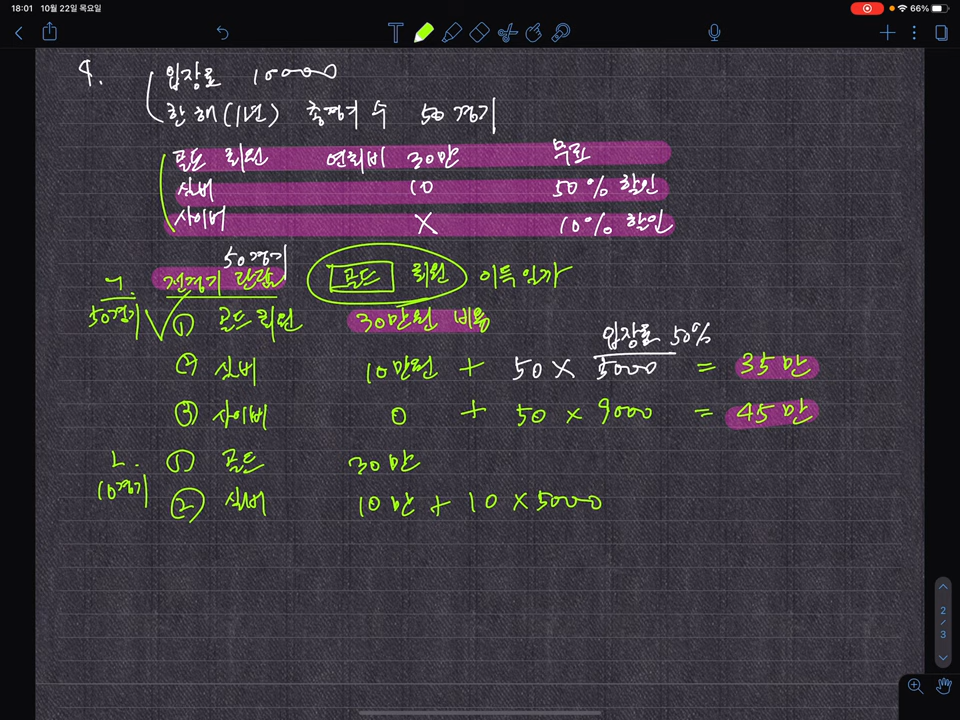 18:01 10월 22일 목요일
66%
4. 입장료 10000
한 해 (1년) 총경기 수 50 경기
골드 회원 연회비 30만 무료
실버 10 50% 할인
사이버 X 10% 할인
50경기
ㄱ. 전경기 관람 골드 회원 이득일까
50경기 ① 골드 회원 30만원 비용
입장료 50%
② 실버 10만원 + 50 × 5000 = 35만
③ 사이버 0 + 50 × 9000 = 45만
ㄴ. ① 골드 30만
10경기 ② 실버 10만 + 10 × 5000
2
/
3